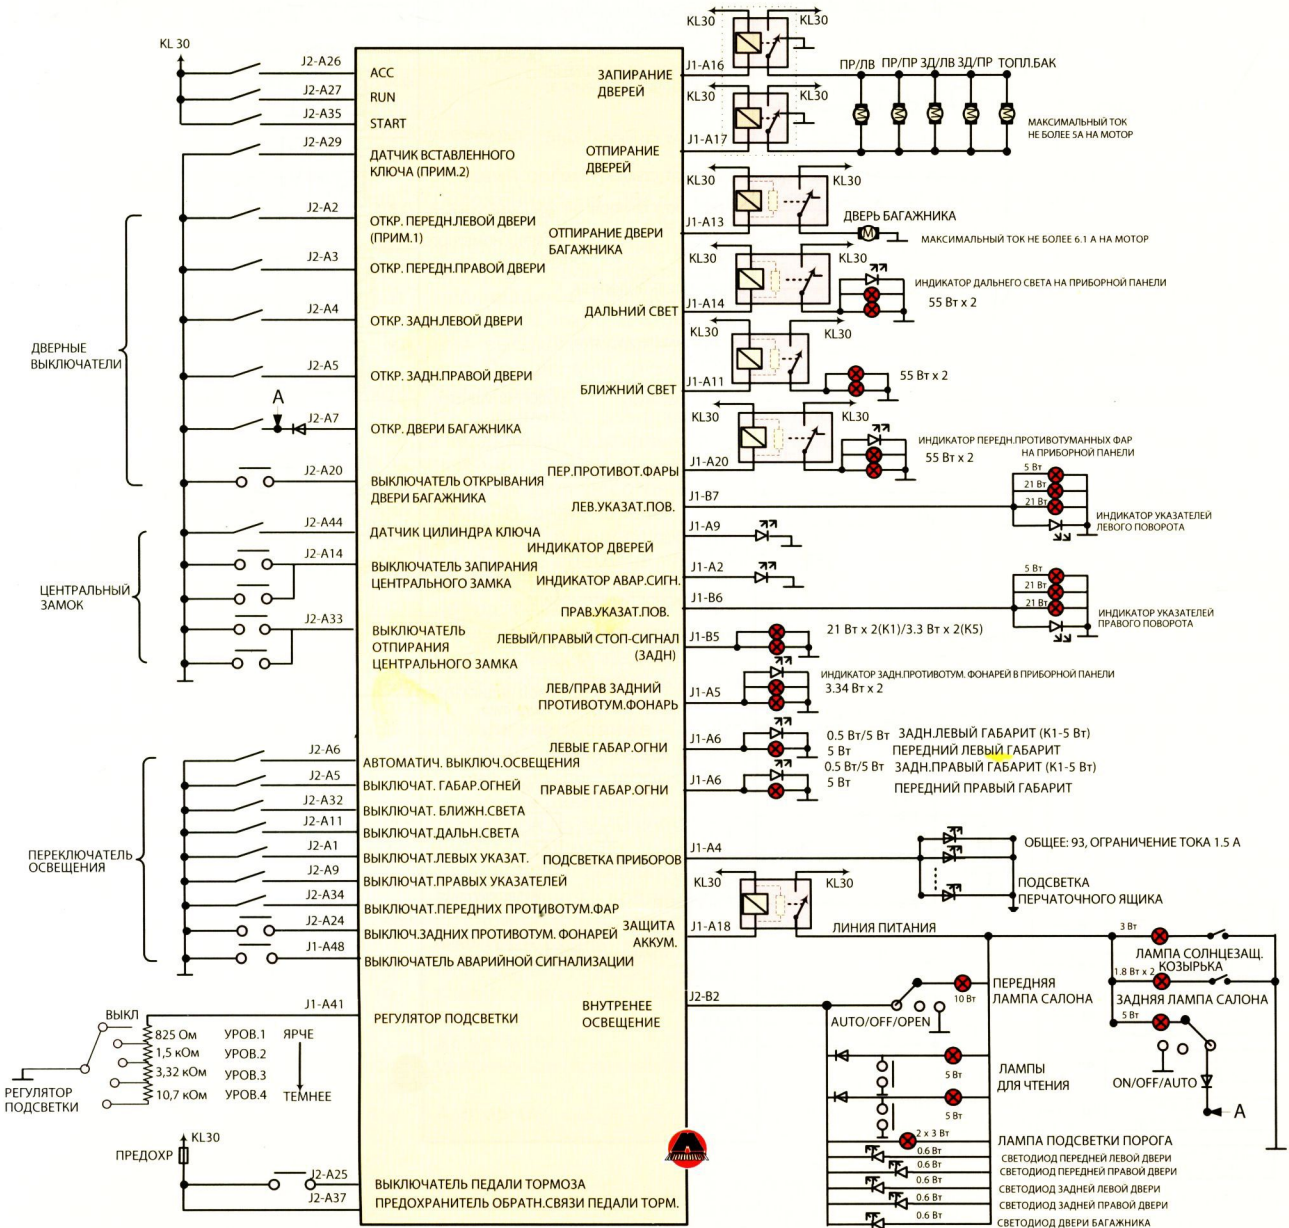 KL 30
J2-A26
ACC
J2-A27
RUN
J2-A35
START
J2-A29
ДАТЧИК ВСТАВЛЕННОГО
КЛЮЧА (ПРИМ.2)
ДВЕРНЫЕ
ВЫКЛЮЧАТЕЛИ
J2-A2
ОТКР. ПЕРЕДН.ЛЕВОЙ ДВЕРИ
(ПРИМ.1)
J2-A3
ОТКР. ПЕРЕДН.ПРАВОЙ ДВЕРИ
J2-A4
ОТКР. ЗАДН.ЛЕВОЙ ДВЕРИ
J2-A5
ОТКР. ЗАДН.ПРАВОЙ ДВЕРИ
A
J2-A7
ОТКР. ДВЕРИ БАГАЖНИКА
J2-A20
ВЫКЛЮЧАТЕЛЬ ОТКРЫВАНИЯ
ДВЕРИ БАГАЖНИКА
ЦЕНТРАЛЬНЫЙ
ЗАМОК
J2-A44
ДАТЧИК ЦИЛИНДРА КЛЮЧА
J2-A14
ВЫКЛЮЧАТЕЛЬ ЗАПИРАНИЯ
ЦЕНТРАЛЬНОГО ЗАМКА
J2-A33
ВЫКЛЮЧАТЕЛЬ
ОТПИРАНИЯ
ЦЕНТРАЛЬНОГО ЗАМКА
ПЕРЕКЛЮЧАТЕЛЬ
ОСВЕЩЕНИЯ
J2-A6
АВТОМАТИЧ. ВЫКЛЮЧ.ОСВЕЩЕНИЯ
J2-A5
ВЫКЛЮЧАТ. ГАБАР.ОГНЕЙ
J2-A32
ВЫКЛЮЧАТ. БЛИЖН.СВЕТА
J2-A11
ВЫКЛЮЧАТ.ДАЛЬН.СВЕТА
J2-A1
ВЫКЛЮЧАТ.ЛЕВЫХ УКАЗАТ.
J2-A9
ВЫКЛЮЧАТ.ПРАВЫХ УКАЗАТЕЛЕЙ
J2-A34
ВЫКЛЮЧАТ.ПЕРЕДНИХ ПРОТИВОТУМ.ФАР
J2-A24
ВЫКЛЮЧ.ЗАДНИХ ПРОТИВОТУМ. ФОНАРЕЙ
J1-A48
ВЫКЛЮЧАТЕЛЬ АВАРИЙНОЙ СИГНАЛИЗАЦИИ
J1-A41
РЕГУЛЯТОР ПОДСВЕТКИ
ВЫКЛ
825 Ом УРОВ.1 ЯРЧЕ
1,5 кОм УРОВ.2
3,32 кОм УРОВ.3
10,7 кОм УРОВ.4 ТЕМНЕЕ
РЕГУЛЯТОР
ПОДСВЕТКИ
KL30
ПРЕДОХР
J2-A25
ВЫКЛЮЧАТЕЛЬ ПЕДАЛИ ТОРМОЗА
J2-A37
ПРЕДОХРАНИТЕЛЬ ОБРАТН.СВЯЗИ ПЕДАЛИ ТОРМ.
KL30 KL30
ЗАПИРАНИЕ
ДВЕРЕЙ
J1-A16
ПР/ЛВ ПР/ПР ЗД/ЛВ ЗД/ПР ТОПЛ.БАК
M M M M M
KL30 KL30
МАКСИМАЛЬНЫЙ ТОК
НЕ БОЛЕЕ 5А НА МОТОР
ОТПИРАНИЕ
ДВЕРЕЙ
J1-A17
KL30 KL30
ОТПИРАНИЕ ДВЕРИ
БАГАЖНИКА
J1-A13
ДВЕРЬ БАГАЖНИКА
M
МАКСИМАЛЬНЫЙ ТОК НЕ БОЛЕЕ 6.1 А НА МОТОР
KL30 KL30
ДАЛЬНИЙ СВЕТ
J1-A14
ИНДИКАТОР ДАЛЬНЕГО СВЕТА НА ПРИБОРНОЙ ПАНЕЛИ
55 Вт x 2
KL30 KL30
БЛИЖНИЙ СВЕТ
J1-A11
55 Вт x 2
KL30 KL30
ПЕР.ПРОТИВОТ.ФАРЫ
J1-A20
ИНДИКАТОР ПЕРЕДН.ПРОТИВОТУМАННЫХ ФАР
НА ПРИБОРНОЙ ПАНЕЛИ
55 Вт x 2
ЛЕВ.УКАЗАТ.ПОВ.
J1-B7
5 Вт
21 Вт
21 Вт
ИНДИКАТОР УКАЗАТЕЛЕЙ
ЛЕВОГО ПОВОРОТА
ИНДИКАТОР ДВЕРЕЙ
J1-A9
ИНДИКАТОР АВАР.СИГН.
J1-A2
ПРАВ.УКАЗАТ.ПОВ.
J1-B6
5 Вт
21 Вт
21 Вт
ИНДИКАТОР УКАЗАТЕЛЕЙ
ПРАВОГО ПОВОРОТА
ЛЕВЫЙ/ПРАВЫЙ СТОП-СИГНАЛ
(ЗАДН)
J1-B5
21 Вт x 2(K1)/3.3 Вт x 2(K5)
ЛЕВ/ПРАВ ЗАДНИЙ
ПРОТИВОТУМ.ФОНАРЬ
J1-A5
ИНДИКАТОР ЗАДН.ПРОТИВОТУМ. ФОНАРЕЙ В ПРИБОРНОЙ ПАНЕЛИ
3.34 Вт x 2
ЛЕВЫЕ ГАБАР.ОГНИ
J1-A6
0.5 Вт/5 Вт ЗАДН.ЛЕВЫЙ ГАБАРИТ (K1-5 Вт)
5 Вт ПЕРЕДНИЙ ЛЕВЫЙ ГАБАРИТ
ПРАВЫЕ ГАБАР.ОГНИ
J1-A6
0.5 Вт/5 Вт ЗАДН.ПРАВЫЙ ГАБАРИТ (K1-5 Вт)
5 Вт ПЕРЕДНИЙ ПРАВЫЙ ГАБАРИТ
ПОДСВЕТКА ПРИБОРОВ
J1-A4
ОБЩЕЕ: 93, ОГРАНИЧЕНИЕ ТОКА 1.5 А
ПОДСВЕТКА
ПЕРЧАТОЧНОГО ЯЩИКА
KL30 KL30
ЗАЩИТА
АККУМ.
J1-A18
ЛИНИЯ ПИТАНИЯ
3 Вт
ЛАМПА СОЛНЦЕЗАЩ.
КОЗЫРЬКА
1.8 Вт x 2
ЗАДНЯЯ ЛАМПА САЛОНА
5 Вт
ON/OFF/AUTO
A
ВНУТРЕНЕЕ
ОСВЕЩЕНИЕ
J2-B2
AUTO/OFF/OPEN
10 Вт
ПЕРЕДНЯЯ
ЛАМПА САЛОНА
5 Вт
ЛАМПЫ
ДЛЯ ЧТЕНИЯ
5 Вт
2 x 3 Вт
ЛАМПА ПОДСВЕТКИ ПОРОГА
0.6 Вт
СВЕТОДИОД ПЕРЕДНЕЙ ЛЕВОЙ ДВЕРИ
0.6 Вт
СВЕТОДИОД ПЕРЕДНЕЙ ПРАВОЙ ДВЕРИ
0.6 Вт
СВЕТОДИОД ЗАДНЕЙ ЛЕВОЙ ДВЕРИ
0.6 Вт
СВЕТОДИОД ЗАДНЕЙ ПРАВОЙ ДВЕРИ
0.6 Вт
СВЕТОДИОД ДВЕРИ БАГАЖНИКА